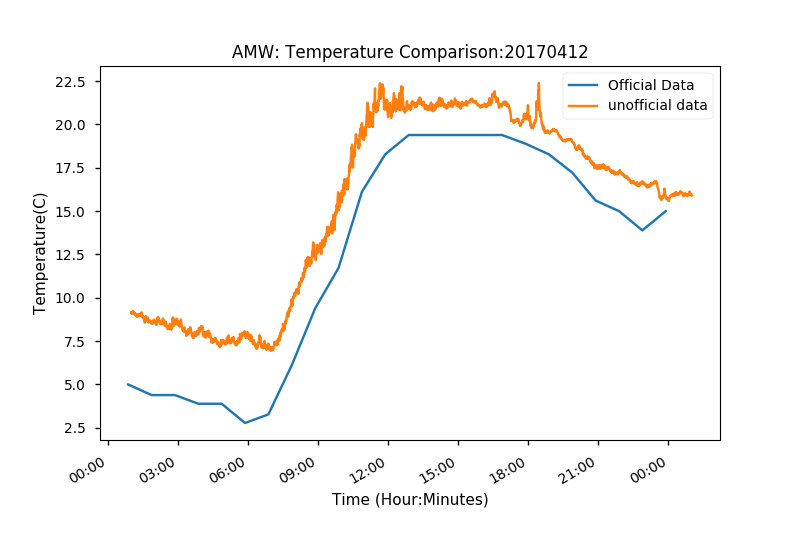 AMW: Temperature Comparison:20170412
Official Data
unofficial data
22.5
20.0
17.5
15.0
12.5
10.0
7.5
5.0
2.5
Temperature(C)
00:00 03:00 06:00 09:00 12:00 15:00 18:00 21:00 00:00
Time (Hour:Minutes)